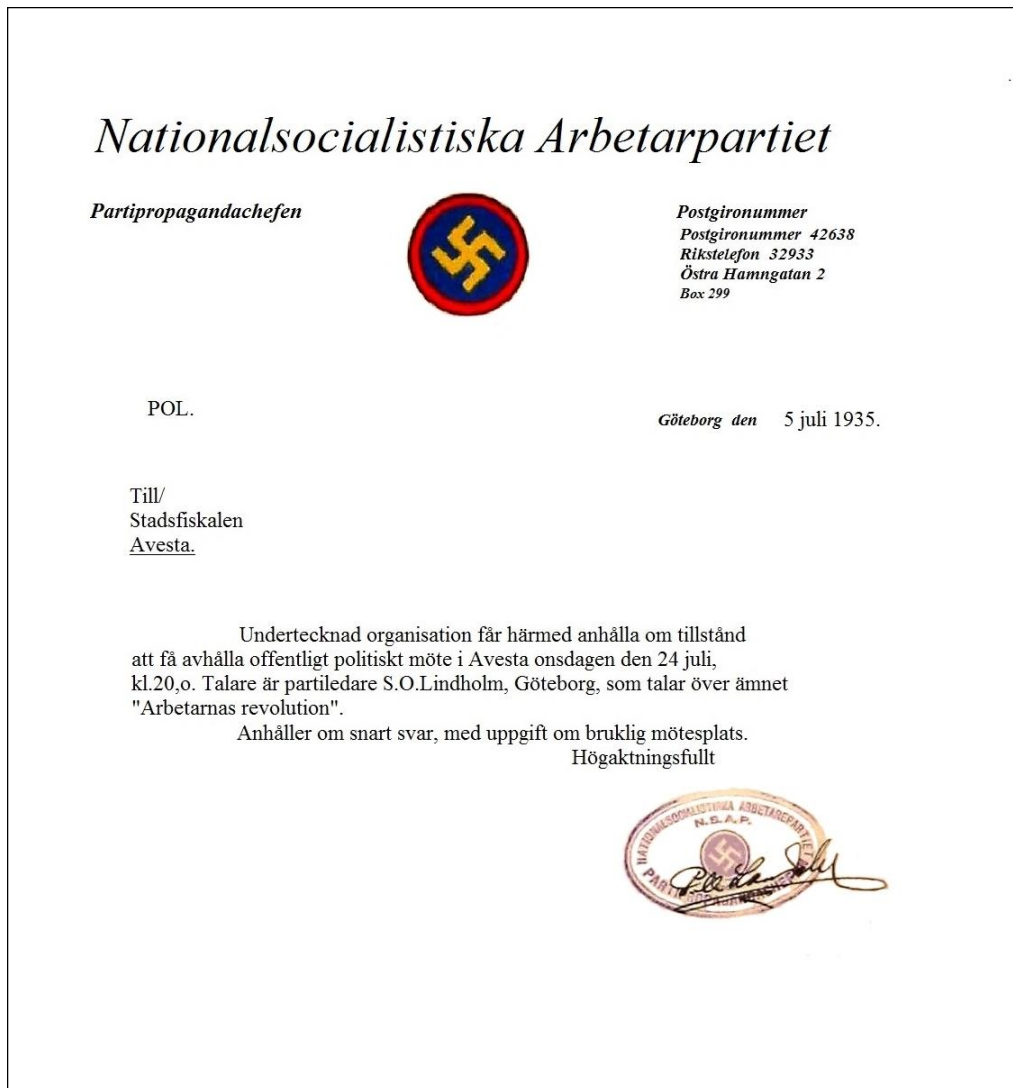 Nationalsocialistiska Arbetarpartiet
Partipropagandachefen
Postgironummer
Postgironummer 42638
Rikstelefon 32933
Östra Hamngatan 2
Box 299
POL.
Göteborg den 5 juli 1935.
Till/
Stadsfiskalen
Avesta.
Undertecknad organisation får härmed anhålla om tillstånd
att få avhålla offentligt politiskt möte i Avesta onsdagen den 24 juli,
kl.20,o. Talare är partiledare S.O.Lindholm, Göteborg, som talar över ämnet
"Arbetarnas revolution".
Anhåller om snart svar, med uppgift om bruklig mötesplats.
Högaktningsfullt
NATIONALSOCIALISTISKA ARBETAREPARTIET
N.S.A.P.
PARTIPROPAGANDACHEFEN